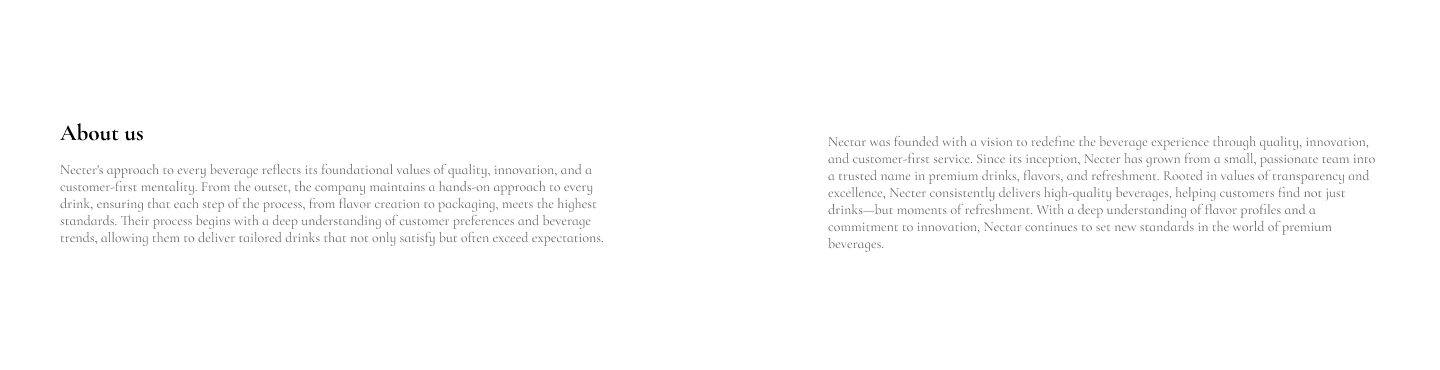 About us
Necter's approach to every beverage reflects its foundational values of quality, innovation, and a
customer-first mentality. From the outset, the company maintains a hands-on approach to every
drink, ensuring that each step of the process, from flavor creation to packaging, meets the highest
standards. Their process begins with a deep understanding of customer preferences and beverage
trends, allowing them to deliver tailored drinks that not only satisfy but often exceed expectations.
Nectar was founded with a vision to redefine the beverage experience through quality, innovation,
and customer-first service. Since its inception, Necter has grown from a small, passionate team into
a trusted name in premium drinks, flavors, and refreshment. Rooted in values of transparency and
excellence, Necter consistently delivers high-quality beverages, helping customers find not just
drinks—but moments of refreshment. With a deep understanding of flavor profiles and a
commitment to innovation, Nectar continues to set new standards in the world of premium
beverages.